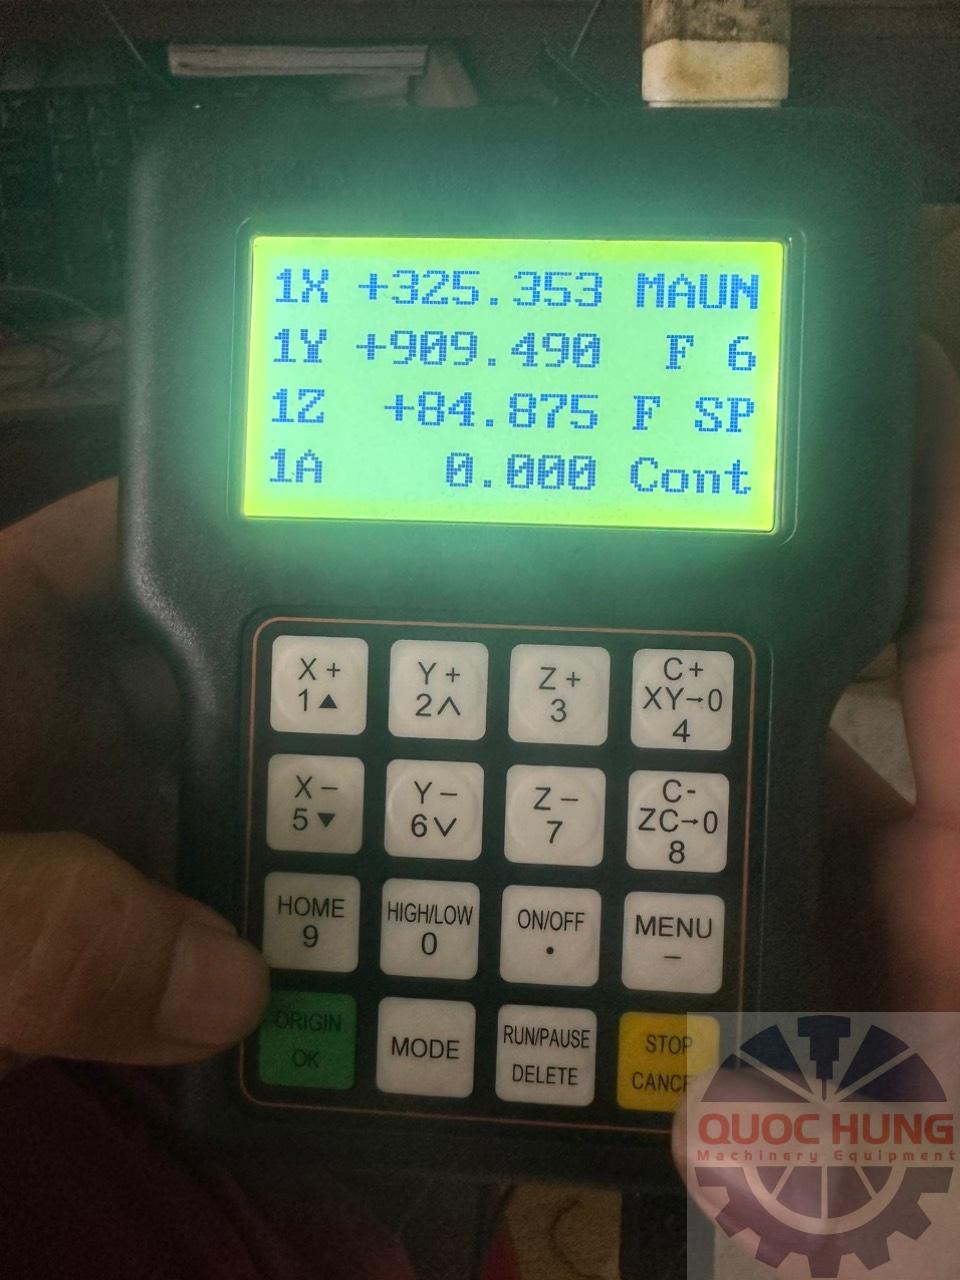 1X +325.353 MAUN
1Y +909.490 F 6
1Z +84.875 F SP
1A 0.000 Cont
X+
1▲
Y+
2∧
Z+
3
C+
XY→0
4
X-
5▼
Y-
6∨
Z-
7
C-
ZC→0
8
HOME
9
HIGH/LOW
0
ON/OFF
•
MENU
-
ORIGIN
OK
MODE
RUN/PAUSE
DELETE
STOP
QUOC HUNG
Machinery Equipment